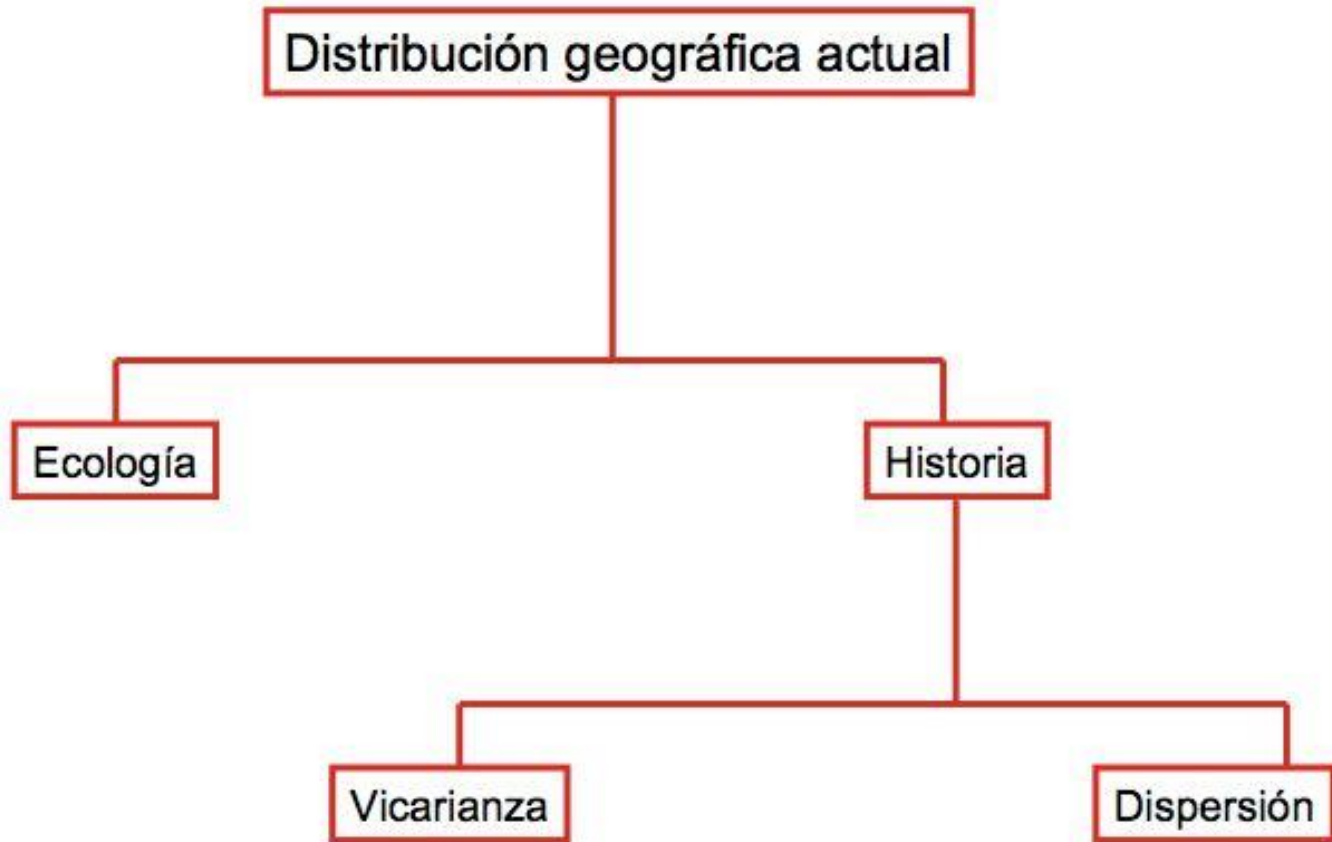 Distribución geográfica actual
Ecología
Historia
Vicarianza
Dispersión